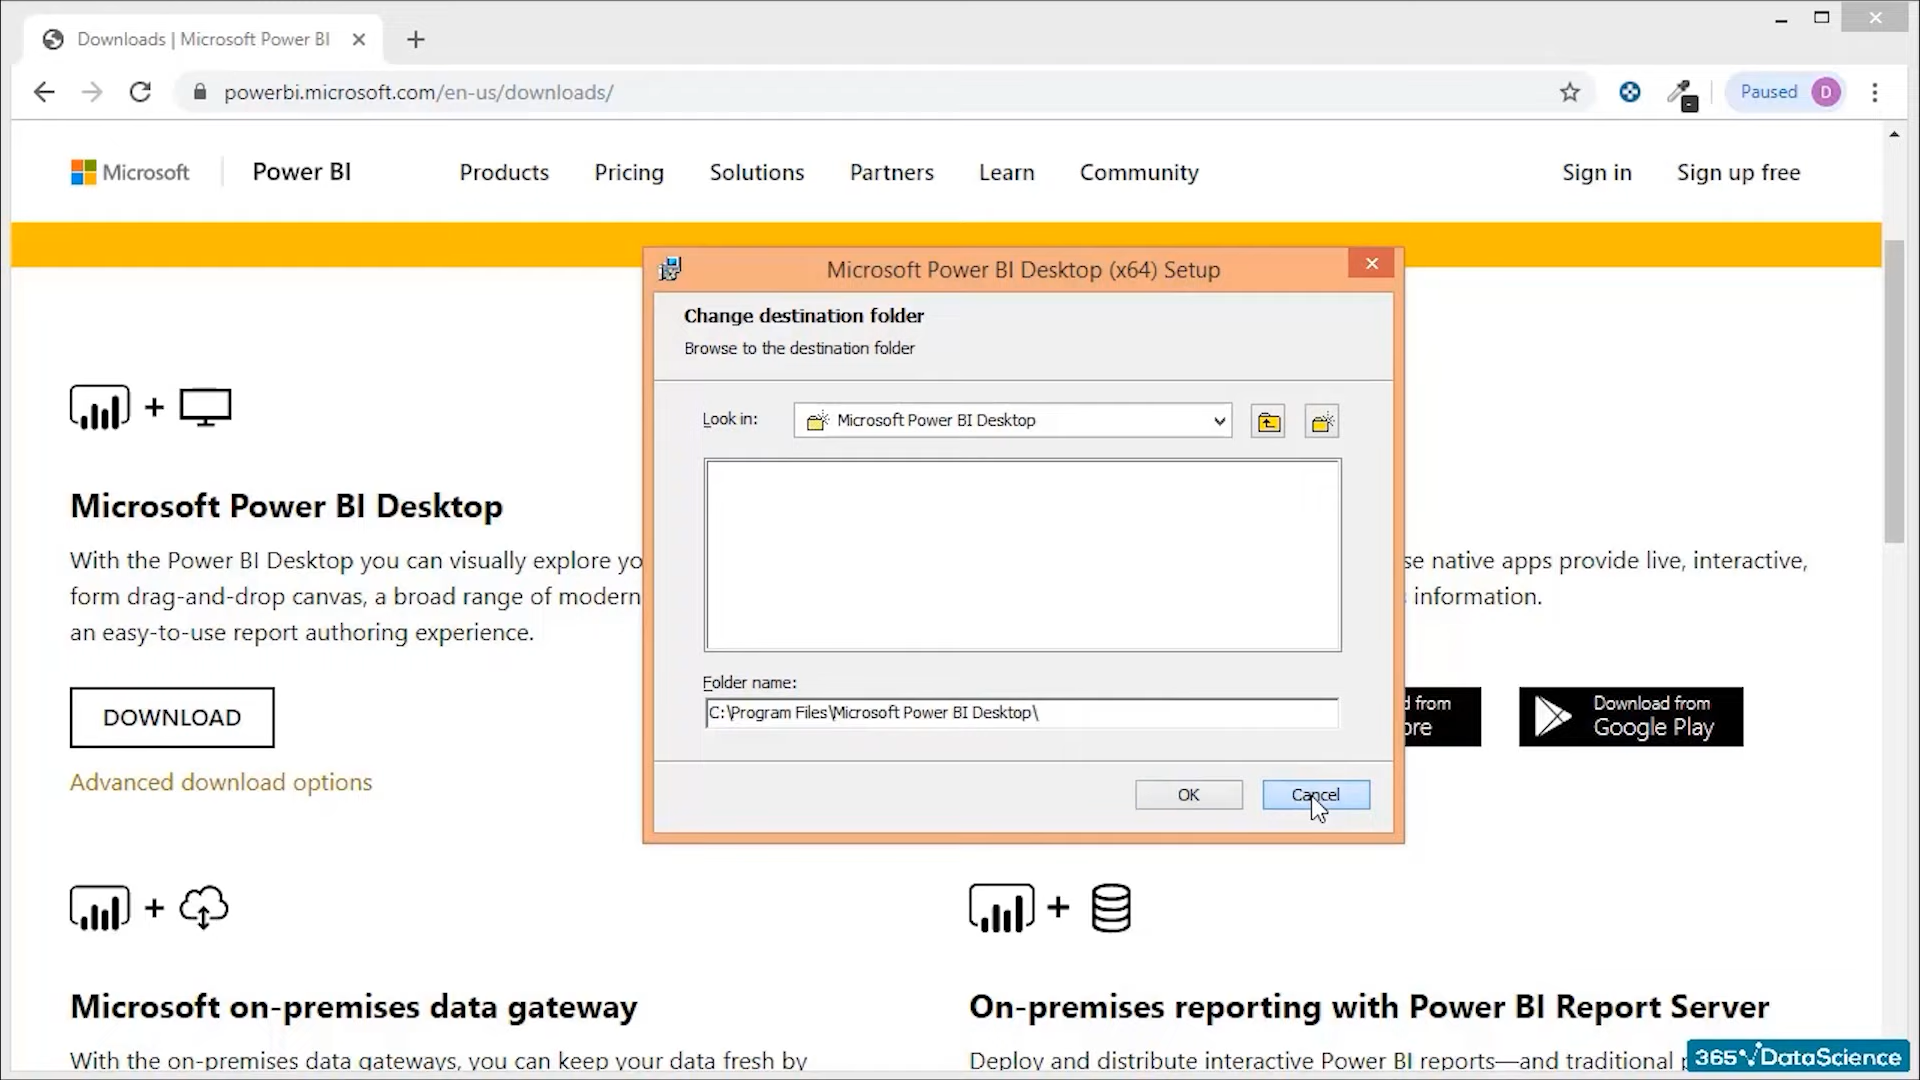 Downloads | Microsoft Power BI
powerbi.microsoft.com/en-us/downloads/
Paused D
Microsoft Power BI Products Pricing Solutions Partners Learn Community Sign in Sign up free
Microsoft Power BI Desktop (x64) Setup
Change destination folder
Browse to the destination folder
Look in: Microsoft Power BI Desktop
Folder name:
C:\Program Files\Microsoft Power BI Desktop\
OK Cancel
Microsoft Power BI Desktop
With the Power BI Desktop you can visually explore yo
form drag-and-drop canvas, a broad range of modern
an easy-to-use report authoring experience.
DOWNLOAD
Advanced download options
se native apps provide live, interactive,
information.
d from
ore
Download from
Google Play
Microsoft on-premises data gateway
With the on-premises data gateways, you can keep your data fresh by
On-premises reporting with Power BI Report Server
Deploy and distribute interactive Power BI reports—and traditional
365 DataScience